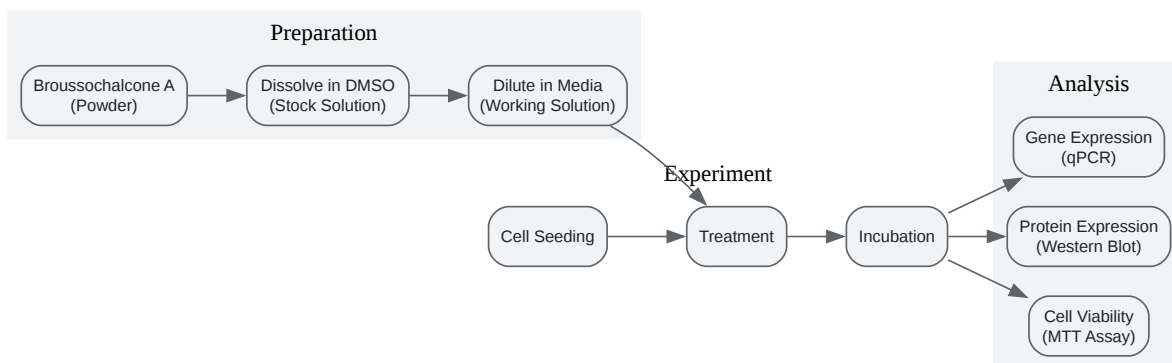 Preparation
Broussochalcone A
(Powder)
Dissolve in DMSO
(Stock Solution)
Dilute in Media
(Working Solution)
Experiment
Cell Seeding
Treatment
Incubation
Analysis
Gene Expression
(qPCR)
Protein Expression
(Western Blot)
Cell Viability
(MTT Assay)